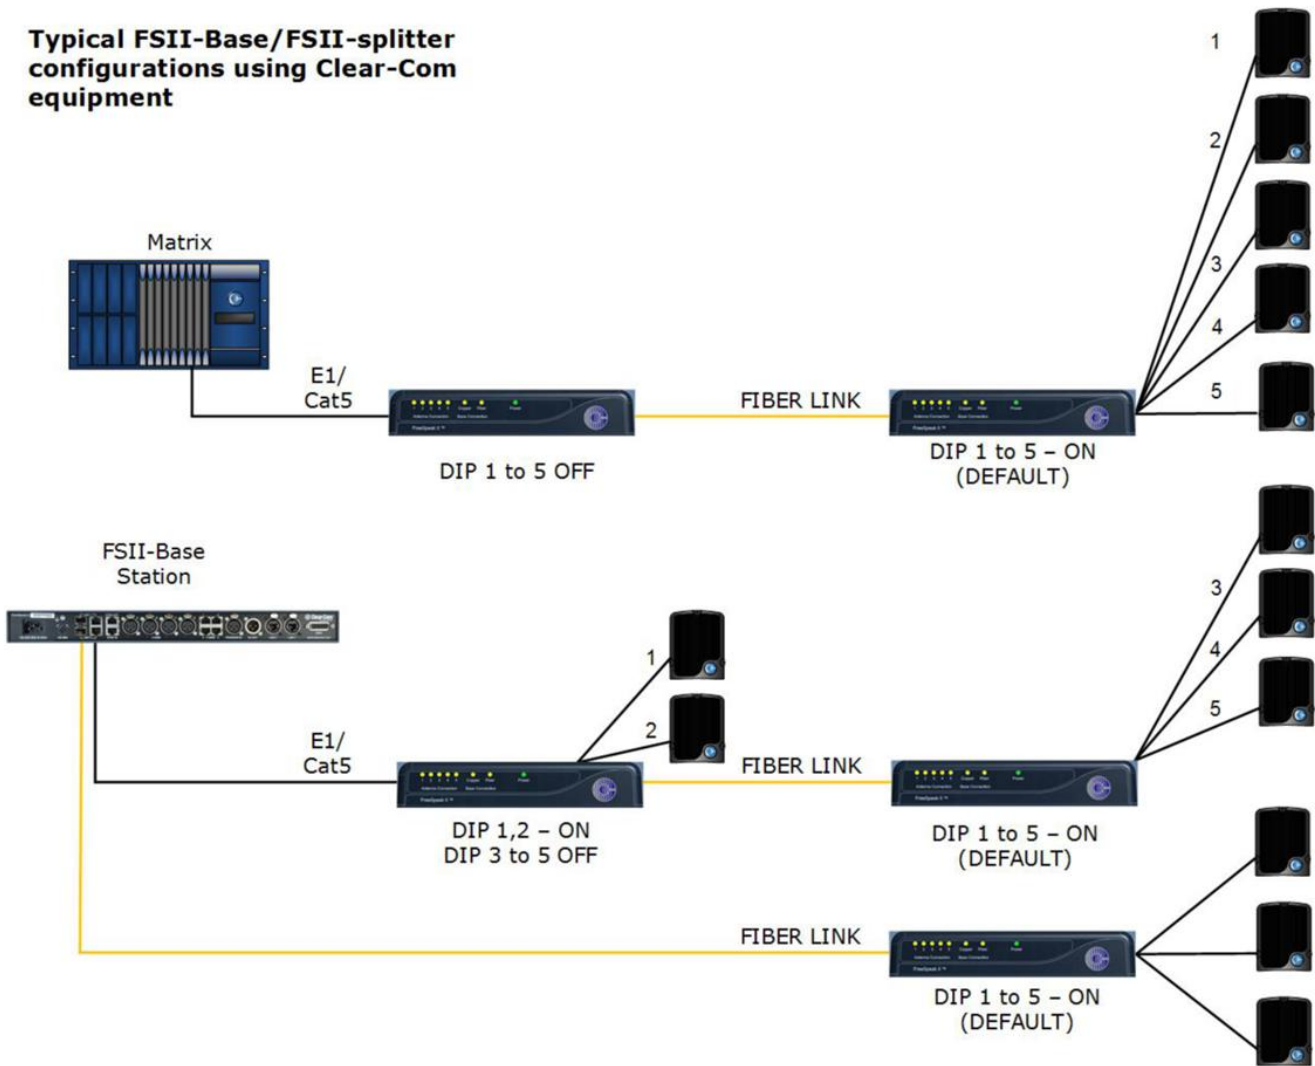 Typical FSII-Base/FSII-splitter
configurations using Clear-Com
equipment
1
2
3
4
5
Matrix
E1/
Cat5
FIBER LINK
DIP 1 to 5 OFF
DIP 1 to 5 – ON
(DEFAULT)
FSII-Base
Station
1
2
3
4
5
E1/
Cat5
FIBER LINK
DIP 1,2 – ON
DIP 3 to 5 OFF
DIP 1 to 5 – ON
(DEFAULT)
FIBER LINK
DIP 1 to 5 – ON
(DEFAULT)